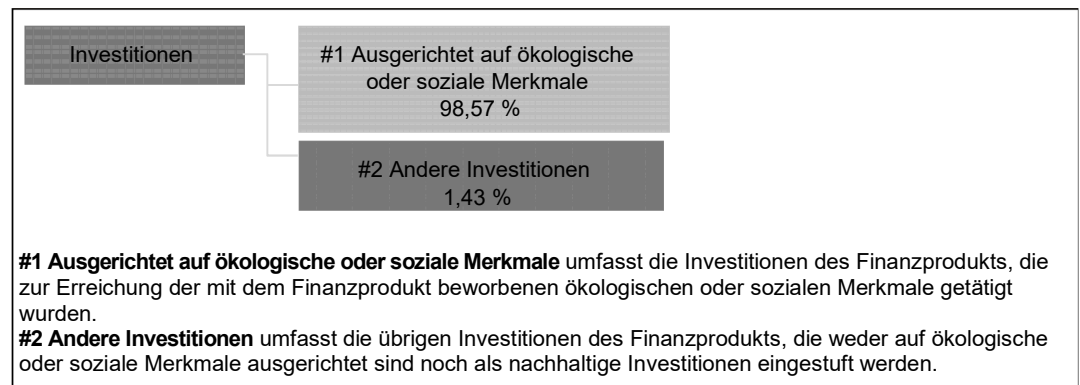 Investitionen
#1 Ausgerichtet auf ökologische
oder soziale Merkmale
98,57 %
#2 Andere Investitionen
1,43 %
#1 Ausgerichtet auf ökologische oder soziale Merkmale umfasst die Investitionen des Finanzprodukts, die
zur Erreichung der mit dem Finanzprodukt beworbenen ökologischen oder sozialen Merkmale getätigt
wurden.
#2 Andere Investitionen umfasst die übrigen Investitionen des Finanzprodukts, die weder auf ökologische
oder soziale Merkmale ausgerichtet sind noch als nachhaltige Investitionen eingestuft werden.